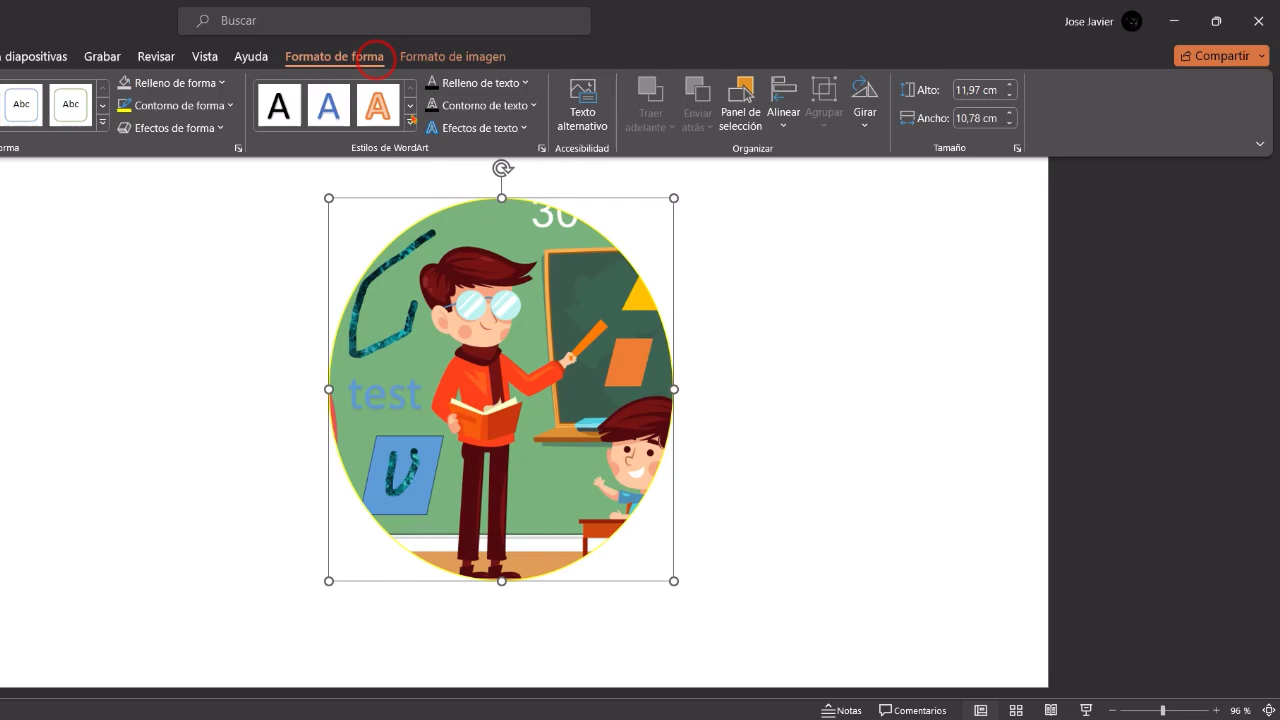 Buscar
Jose Javier
diapositivas Grabar Revisar Vista Ayuda Formato de forma Formato de imagen
Compartir
Abc Abc
Relleno de forma
Contorno de forma
Efectos de forma
A A A
Relleno de texto
Contorno de texto
Efectos de texto
Texto alternativo
Traer adelante
Enviar atrás
Panel de selección
Alinear
Agrupar
Girar
Alto: 11,97 cm
Ancho: 10,78 cm
orma Estilos de WordArt Accesibilidad Organizar Tamaño
30
test
Notas Comentarios 96 %